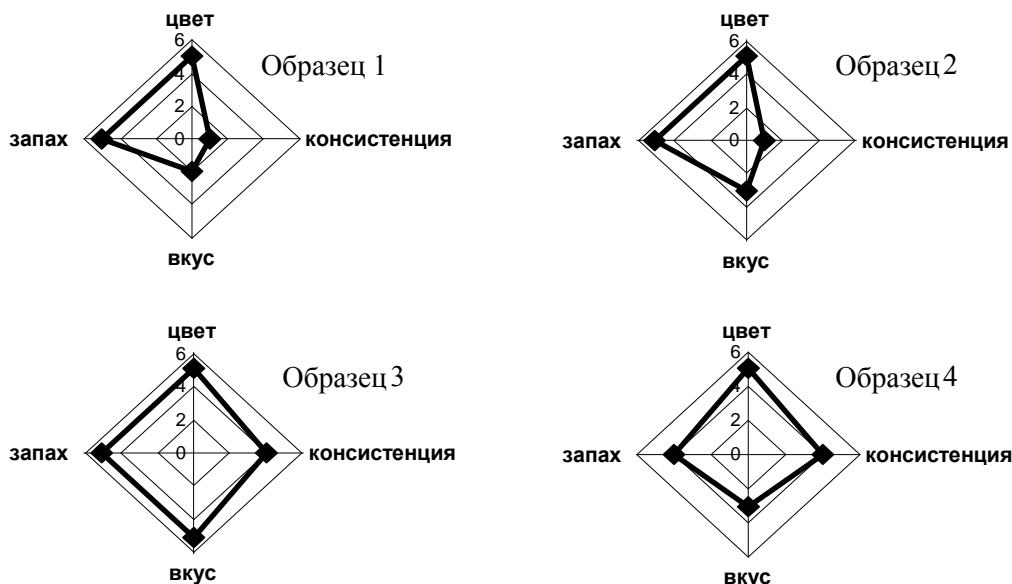 цвет
6
4
2
0
Образец 1
запах
консистенция
вкус
цвет
6
4
2
0
Образец 2
запах
консистенция
вкус
цвет
6
4
2
0
Образец 3
запах
консистенция
вкус
цвет
6
4
2
0
Образец 4
запах
консистенция
вкус